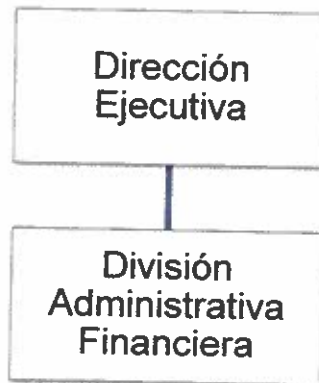 Dirección
Ejecutiva
División
Administrativa
Financiera